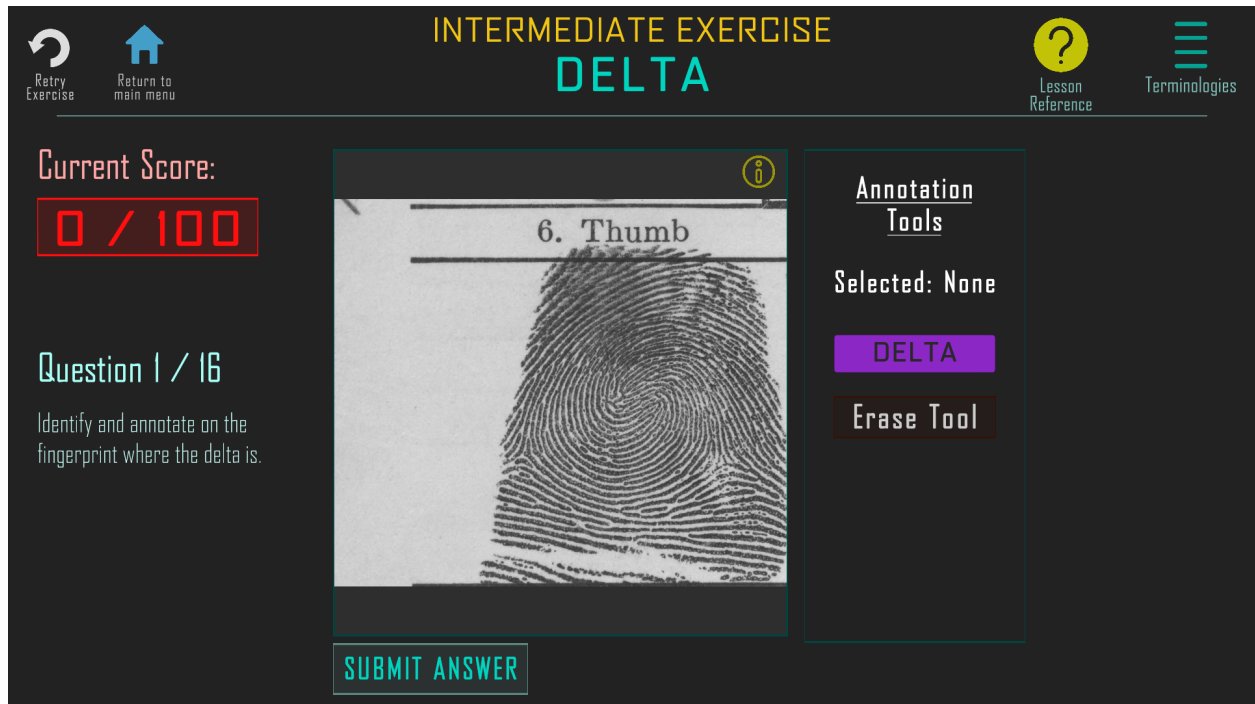 INTERMEDIATE EXERCISE
DELTA
Retry
Exercise
Return to
main menu
Lesson
Reference
Terminologies
Current Score:
0 / 100
Question 1 / 16
Identify and annotate on the
fingerprint where the delta is.
6. Thumb
Annotation
Tools
Selected: None
DELTA
Erase Tool
SUBMIT ANSWER